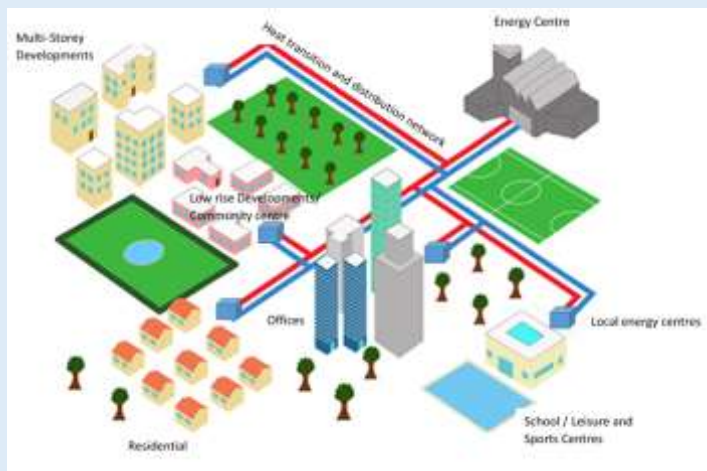 Energy Centre
Multi-Storey
Developments
Heat transition and distribution network
Low rise Developments/
Community centre
Offices
Local energy centres
School / Leisure and
Sports Centres
Residential